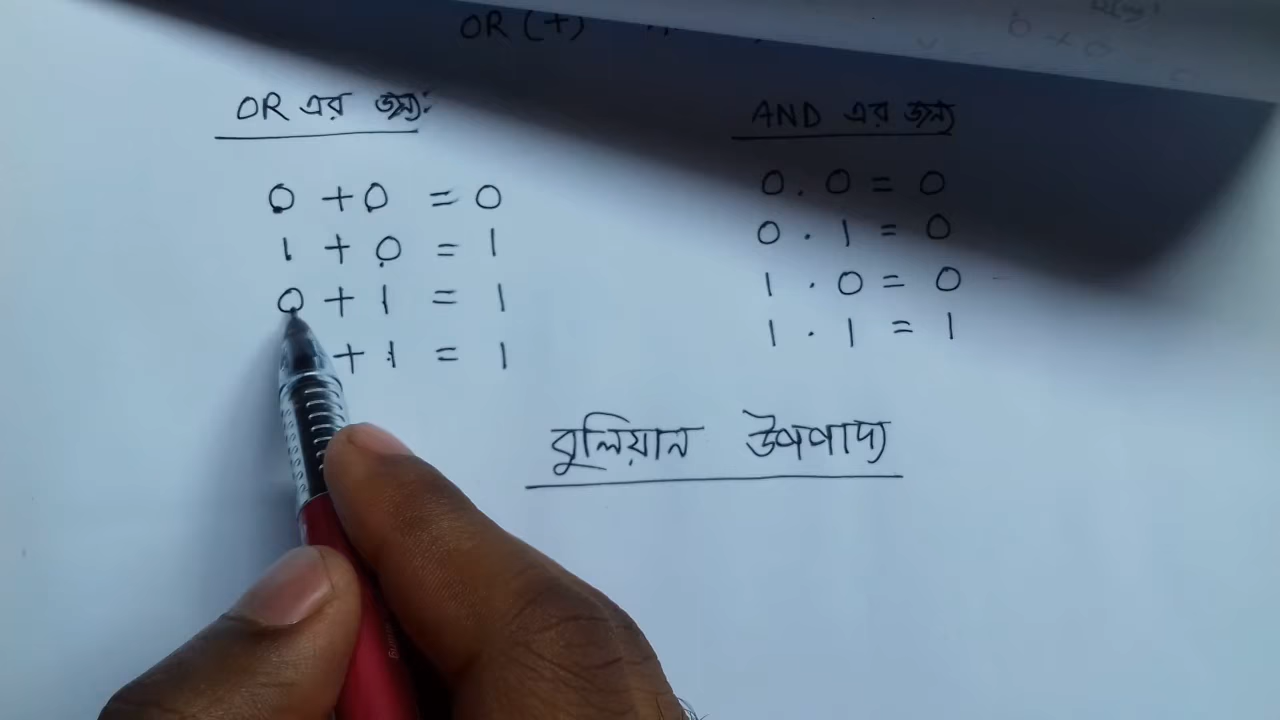 OR (+)
OR এর জন্য:
0 + 0 = 0
1 + 0 = 1
0 + 1 = 1
+ 1 = 1
AND এর জন্য
0 . 0 = 0
0 . 1 = 0
1 . 0 = 0
1 . 1 = 1
বুলিয়ান উপপাদ্য